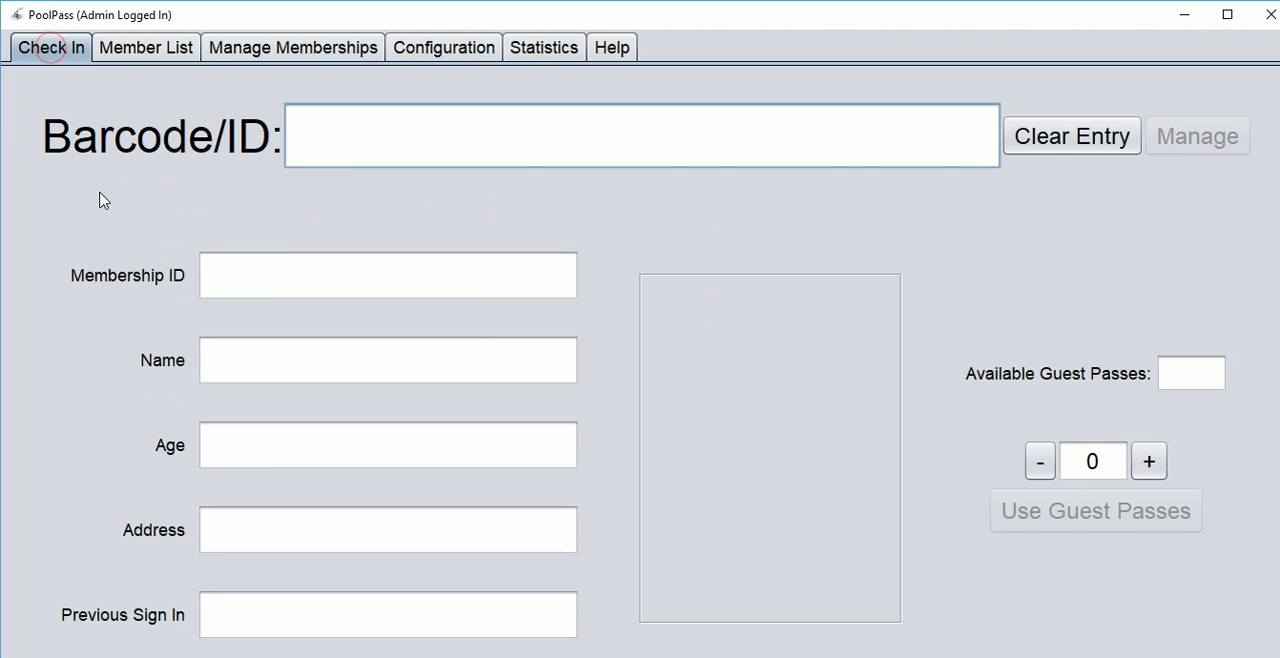 PoolPass (Admin Logged In)
Check In Member List Manage Memberships Configuration Statistics Help
Barcode/ID: Clear Entry Manage
Membership ID
Name
Available Guest Passes:
Age
- 0 +
Use Guest Passes
Address
Previous Sign In